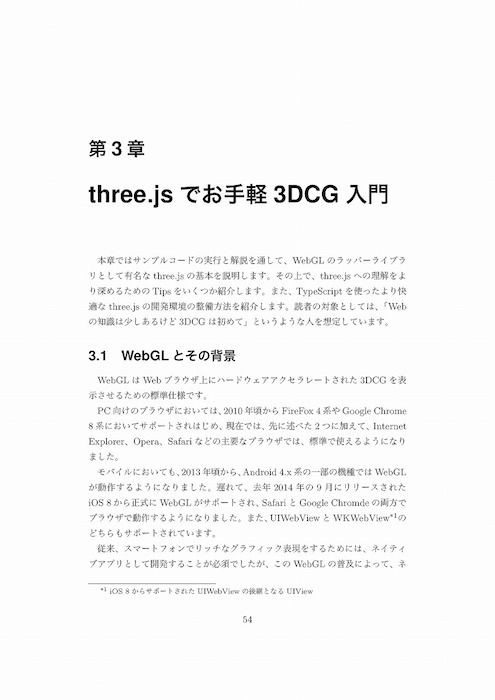 第 3 章
three.js でお手軽 3DCG 入門
本章ではサンプルコードの実行と解説を通して、WebGL のラッパーライブラ
リとして有名な three.js の基本を説明します。その上で、three.js への理解をよ
り深めるための Tips をいくつか紹介します。また、TypeScript を使ったより快
適な three.js の開発環境の整備方法を紹介します。読者の対象としては、「Web
の知識は少しあるけど 3DCG は初めて」というような人を想定しています。
3.1 WebGL とその背景
WebGL は Web ブラウザ上にハードウェアアクセラレートされた 3DCG を表
示させるための標準仕様です。
PC 向けのブラウザにおいては、2010 年頃から FireFox 4 系や Google Chrome
8 系においてサポートされはじめ、現在では、先に述べた 2 つに加えて、Internet
Explorer、Opera、Safari などの主要なブラウザでは、標準で使えるようになり
ました。
モバイルにおいても、2013 年頃から、Android 4.x 系の一部の機種では WebGL
が動作するようになりました。遅れて、去年 2014 年の 9 月にリリースされた
iOS 8 から正式に WebGL がサポートされ、Safari と Google Chromde の両方で
ブラウザで動作するようになりました。また、UIWebView と WKWebView*1の
どちらもサポートされています。
従来、スマートフォンでリッチなグラフィック表現をするためには、ネイティ
ブアプリとして開発することが必須でしたが、この WebGL の普及によって、ネ
*1 iOS 8 からサポートされた UIWebView の後継となる UIView
54